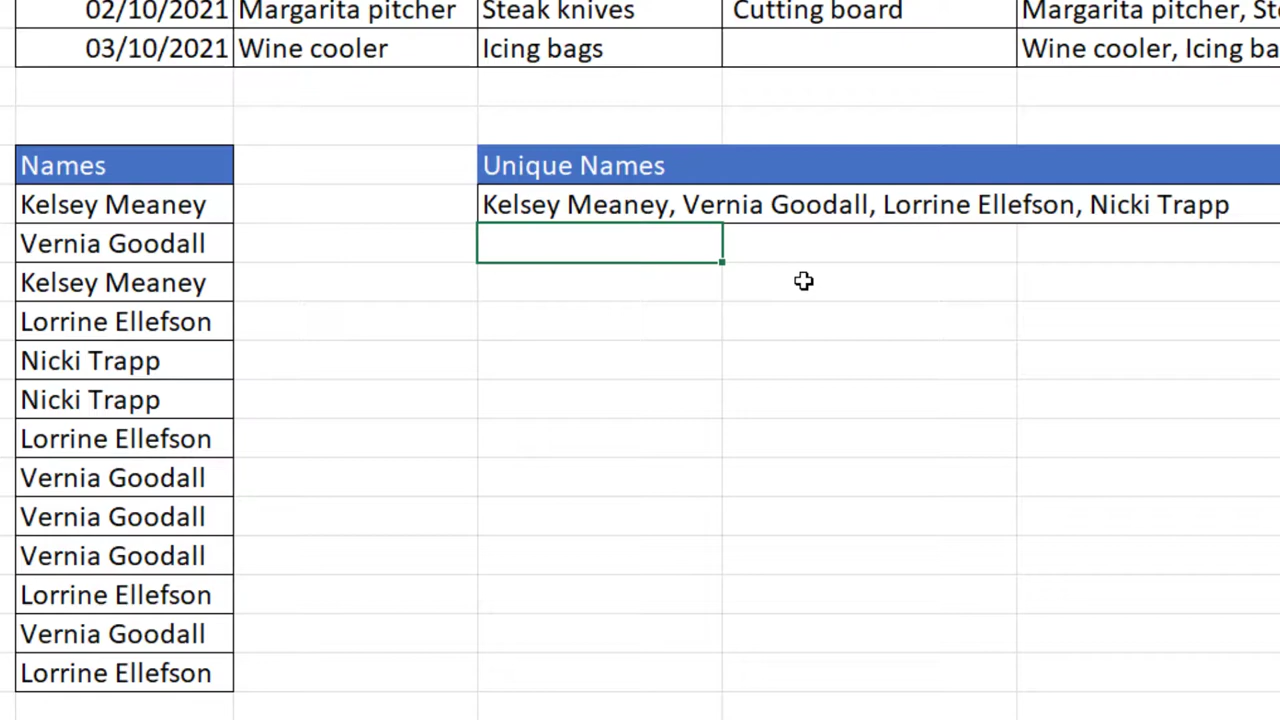 02/10/2021 Margarita pitcher Steak knives Cutting board Margarita pitcher, Ste
03/10/2021 Wine cooler Icing bags Wine cooler, Icing ba
Names Unique Names
Kelsey Meaney Kelsey Meaney, Vernia Goodall, Lorrine Ellefson, Nicki Trapp
Vernia Goodall
Kelsey Meaney
Lorrine Ellefson
Nicki Trapp
Nicki Trapp
Lorrine Ellefson
Vernia Goodall
Vernia Goodall
Vernia Goodall
Lorrine Ellefson
Vernia Goodall
Lorrine Ellefson